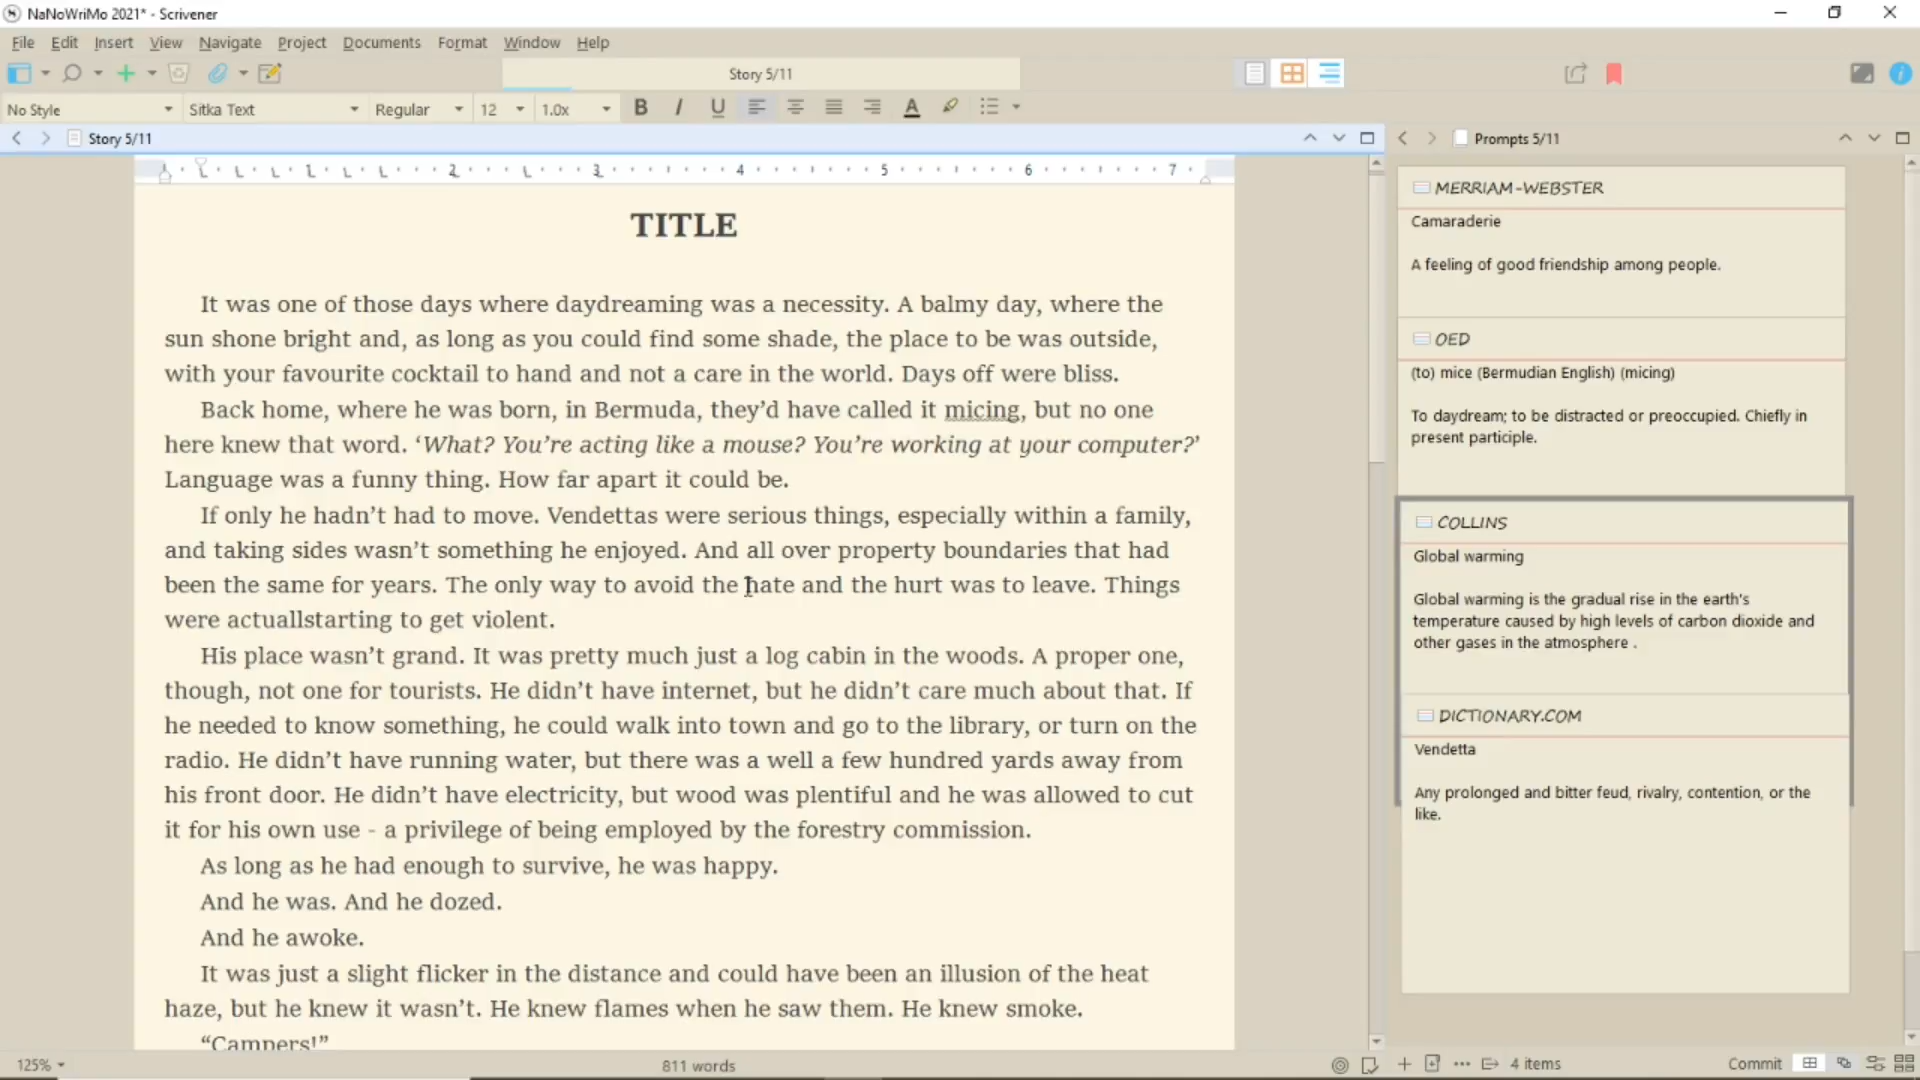 NaNoWriMo 2021* - Scrivener
File Edit Insert View Navigate Project Documents Format Window Help
Story 5/11
No Style Sitka Text Regular 12 1.0x B I U A
Story 5/11
1 2 3 4 5 6 7
TITLE
It was one of those days where daydreaming was a necessity. A balmy day, where the
sun shone bright and, as long as you could find some shade, the place to be was outside,
with your favourite cocktail to hand and not a care in the world. Days off were bliss.
Back home, where he was born, in Bermuda, they’d have called it micing, but no one
here knew that word. ‘What? You’re acting like a mouse? You’re working at your computer?’
Language was a funny thing. How far apart it could be.
If only he hadn’t had to move. Vendettas were serious things, especially within a family,
and taking sides wasn’t something he enjoyed. And all over property boundaries that had
been the same for years. The only way to avoid the hate and the hurt was to leave. Things
were actuallstarting to get violent.
His place wasn’t grand. It was pretty much just a log cabin in the woods. A proper one,
though, not one for tourists. He didn’t have internet, but he didn’t care much about that. If
he needed to know something, he could walk into town and go to the library, or turn on the
radio. He didn’t have running water, but there was a well a few hundred yards away from
his front door. He didn’t have electricity, but wood was plentiful and he was allowed to cut
it for his own use - a privilege of being employed by the forestry commission.
As long as he had enough to survive, he was happy.
And he was. And he dozed.
And he awoke.
It was just a slight flicker in the distance and could have been an illusion of the heat
haze, but he knew it wasn’t. He knew flames when he saw them. He knew smoke.
“Campers!”
125%
811 words
Prompts 5/11
MERRIAM-WEBSTER
Camaraderie
A feeling of good friendship among people.
OED
(to) mice (Bermudian English) (micing)
To daydream; to be distracted or preoccupied. Chiefly in
present participle.
COLLINS
Global warming
Global warming is the gradual rise in the earth's
temperature caused by high levels of carbon dioxide and
other gases in the atmosphere .
DICTIONARY.COM
Vendetta
Any prolonged and bitter feud, rivalry, contention, or the
like.
4 items
Commit